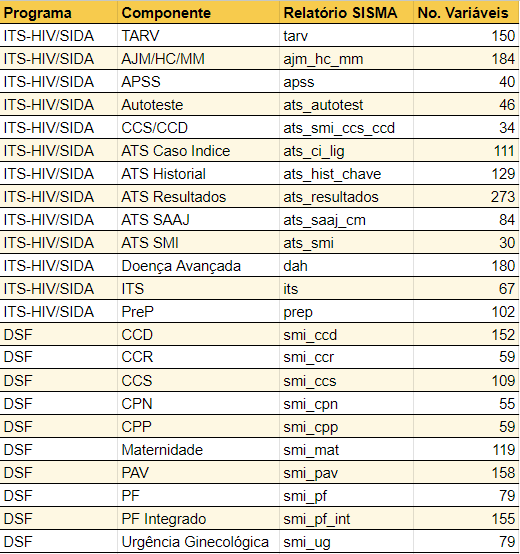 Programa Componente Relatório SISMA No. Variáveis
ITS-HIV/SIDA TARV tarv 150
ITS-HIV/SIDA AJM/HC/MM ajm_hc_mm 184
ITS-HIV/SIDA APSS apss 40
ITS-HIV/SIDA Autoteste ats_autotest 46
ITS-HIV/SIDA CCS/CCD ats_smi_ccs_ccd 34
ITS-HIV/SIDA ATS Caso Indice ats_ci_lig 111
ITS-HIV/SIDA ATS Historial ats_hist_chave 129
ITS-HIV/SIDA ATS Resultados ats_resultados 273
ITS-HIV/SIDA ATS SAAJ ats_saaj_cm 84
ITS-HIV/SIDA ATS SMI ats_smi 30
ITS-HIV/SIDA Doença Avançada dah 180
ITS-HIV/SIDA ITS its 67
ITS-HIV/SIDA PreP prep 102
DSF CCD smi_ccd 152
DSF CCR smi_ccr 59
DSF CCS smi_ccs 109
DSF CPN smi_cpn 55
DSF CPP smi_cpp 59
DSF Maternidade smi_mat 119
DSF PAV smi_pav 158
DSF PF smi_pf 79
DSF PF Integrado smi_pf_int 155
DSF Urgência Ginecológica smi_ug 79